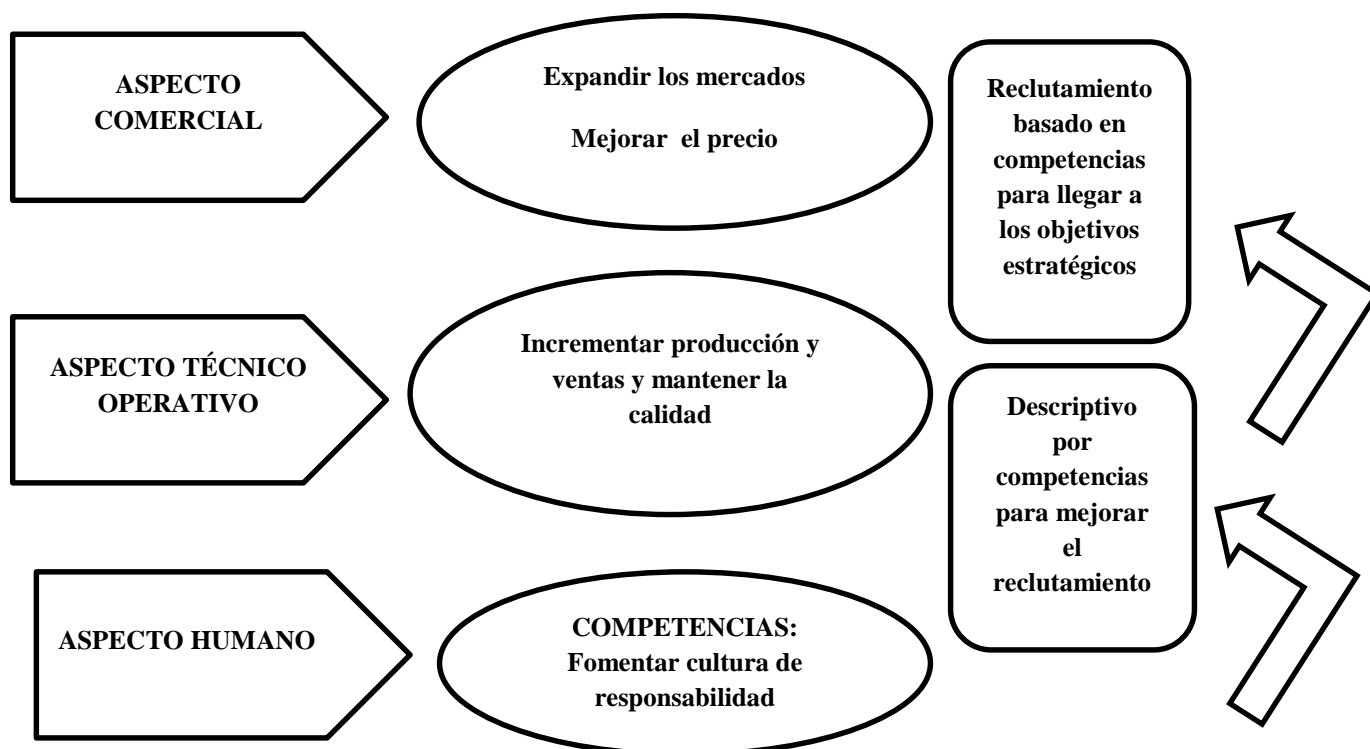 ASPECTO
COMERCIAL
Expandir los mercados
Mejorar el precio
Reclutamiento
basado en
competencias
para llegar a
los objetivos
estratégicos
ASPECTO TÉCNICO
OPERATIVO
Incrementar producción y
ventas y mantener la
calidad
Descriptivo
por
competencias
para mejorar
el
reclutamiento
ASPECTO HUMANO
COMPETENCIAS:
Fomentar cultura de
responsabilidad